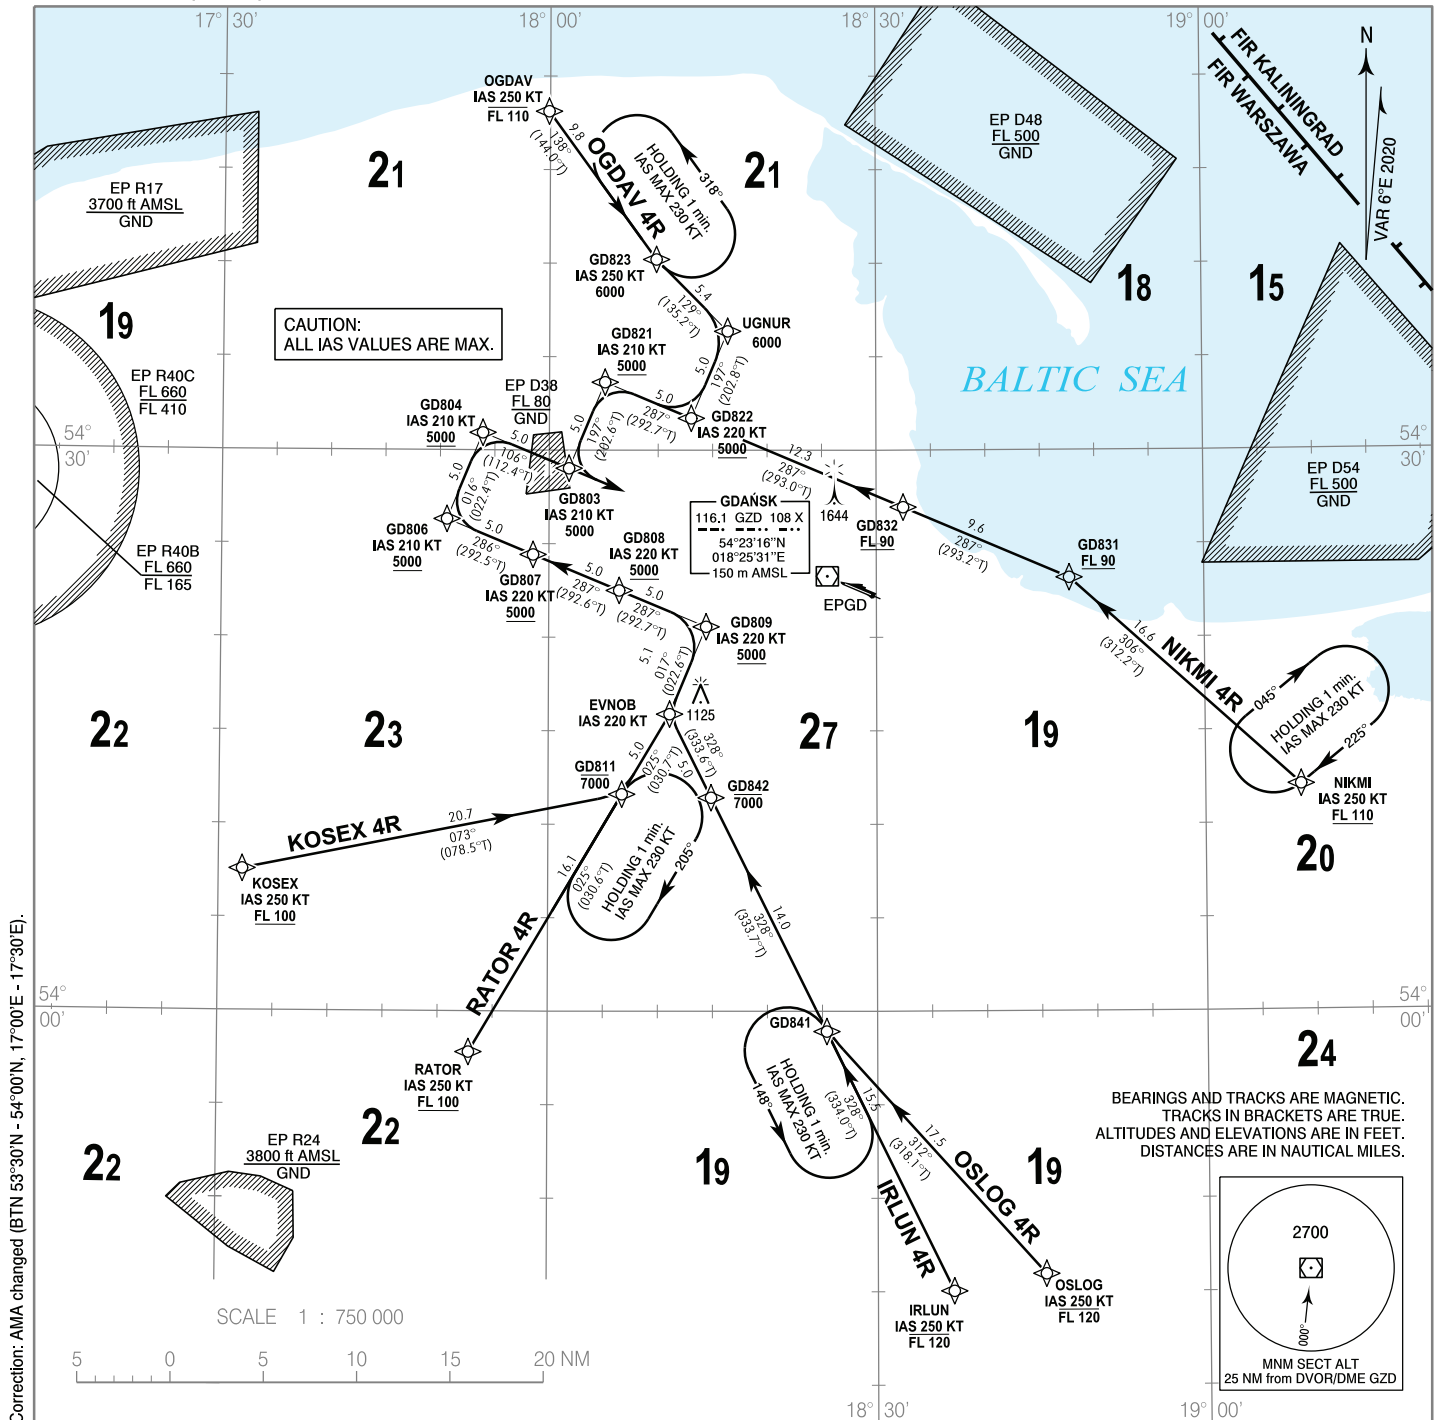 17° 30'
18° 00'
18° 30'
19° 00'
FIR KALININGRAD
FIR WARSZAWA
N
VAR 6°E 2020
OGDAV
IAS 250 KT
FL 110
9.8
138°
(144.0°T)
OGDAV 4R
HOLDING 1 min.
IAS MAX 230 KT
318°
EP D48
FL 500
GND
21
21
EP R17
3700 ft AMSL
GND
GD823
IAS 250 KT
6000
5.4
129°
(135.2°T)
18
15
19
CAUTION:
ALL IAS VALUES ARE MAX.
UGNUR
6000
GD821
IAS 210 KT
5000
5.0
197°
(202.8°T)
BALTIC SEA
EP R40C
FL 660
FL 410
EP D38
FL 80
GND
5.0
287°
(292.7°T)
GD822
IAS 220 KT
5000
GD804
IAS 210 KT
5000
5.0
106°
(112.4°T)
5.0
197°
(202.6°T)
54°
30'
54°
30'
12.3
287°
(293.0°T)
EP D54
FL 500
GND
5.0
016°
(022.4°T)
GD803
IAS 210 KT
5000
GDAŃSK
116.1 GZD 108 X
54°23'16"N
018°25'31"E
150 m AMSL
1644
GD832
FL 90
9.6
287°
(293.2°T)
GD806
IAS 210 KT
5000
5.0
286°
(292.5°T)
GD808
IAS 220 KT
5000
GD831
FL 90
EP R40B
FL 660
FL 165
GD807
IAS 220 KT
5000
5.0
287°
(292.6°T)
5.0
287°
(292.7°T)
EPGD
GD809
IAS 220 KT
5000
16.6
306°
(312.2°T)
NIKMI 4R
5.1
017°
(022.6°T)
045°
HOLDING 1 min.
IAS MAX 230 KT
225°
EVNOB
IAS 220 KT
1125
22
23
27
19
5.0
025°
(030.7°T)
328°
(333.6°T)
5.0
GD811
7000
GD842
7000
NIKMI
IAS 250 KT
FL 110
KOSEX 4R
20.7
073°
(078.5°T)
20
KOSEX
IAS 250 KT
FL 100
16.1
025°
(030.6°T)
HOLDING 1 min.
IAS MAX 230 KT
205°
14.0
328°
(333.7°T)
RATOR 4R
54°
00'
54°
00'
GD841
24
RATOR
IAS 250 KT
FL 100
HOLDING 1 min.
IAS MAX 230 KT
148°
15.5
328°
(334.0°T)
17.5
312°
(318.1°T)
BEARINGS AND TRACKS ARE MAGNETIC.
TRACKS IN BRACKETS ARE TRUE.
ALTITUDES AND ELEVATIONS ARE IN FEET.
DISTANCES ARE IN NAUTICAL MILES.
22
22
EP R24
3800 ft AMSL
GND
19
19
IRLUN 4R
OSLOG 4R
2700
000°
MNM SECT ALT
25 NM from DVOR/DME GZD
OSLOG
IAS 250 KT
FL 120
IRLUN
IAS 250 KT
FL 120
SCALE 1 : 750 000
5 0 5 10 15 20 NM
18° 30'
19° 00'
Correction: AMA changed (BTN 53°30'N - 54°00'N, 17°00'E - 17°30'E).